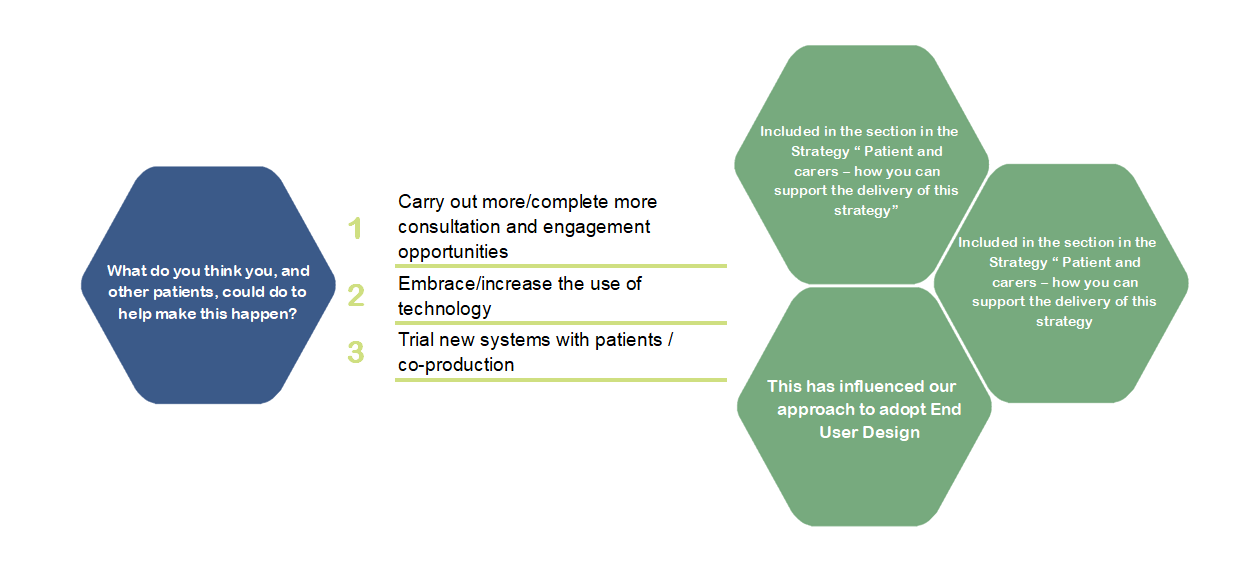 What do you think you, and
other patients, could do to
help make this happen?
1
Carry out more/complete more
consultation and engagement
opportunities
2
Embrace/increase the use of
technology
3
Trial new systems with patients /
co-production
Included in the section in the
Strategy “ Patient and
carers – how you can
support the delivery of this
strategy”
Included in the section in the
Strategy “ Patient and
carers – how you can
support the delivery of this
strategy
This has influenced our
approach to adopt End
User Design